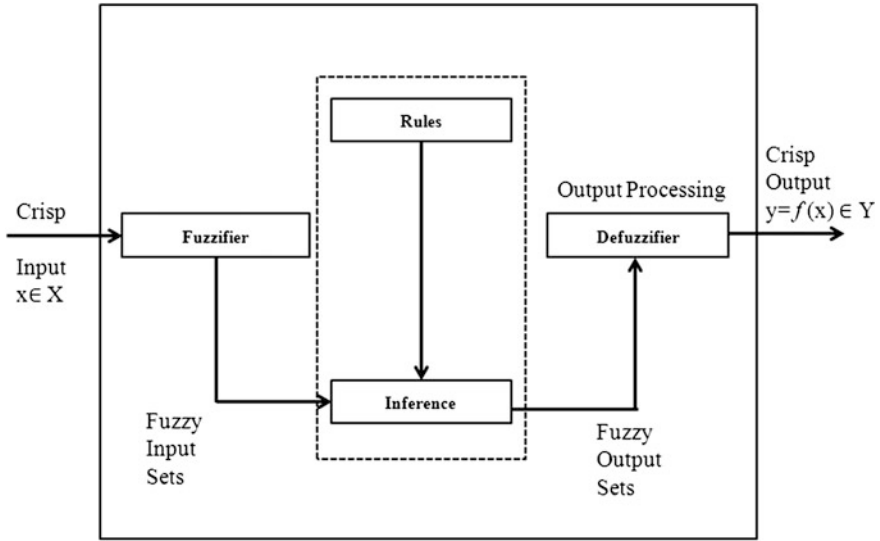 Crisp
Input
x∈ X
Fuzzifier
Fuzzy
Input
Sets
Rules
Inference
Fuzzy
Output
Sets
Output Processing
Defuzzifier
Crisp
Output
y=f(x) ∈ Y